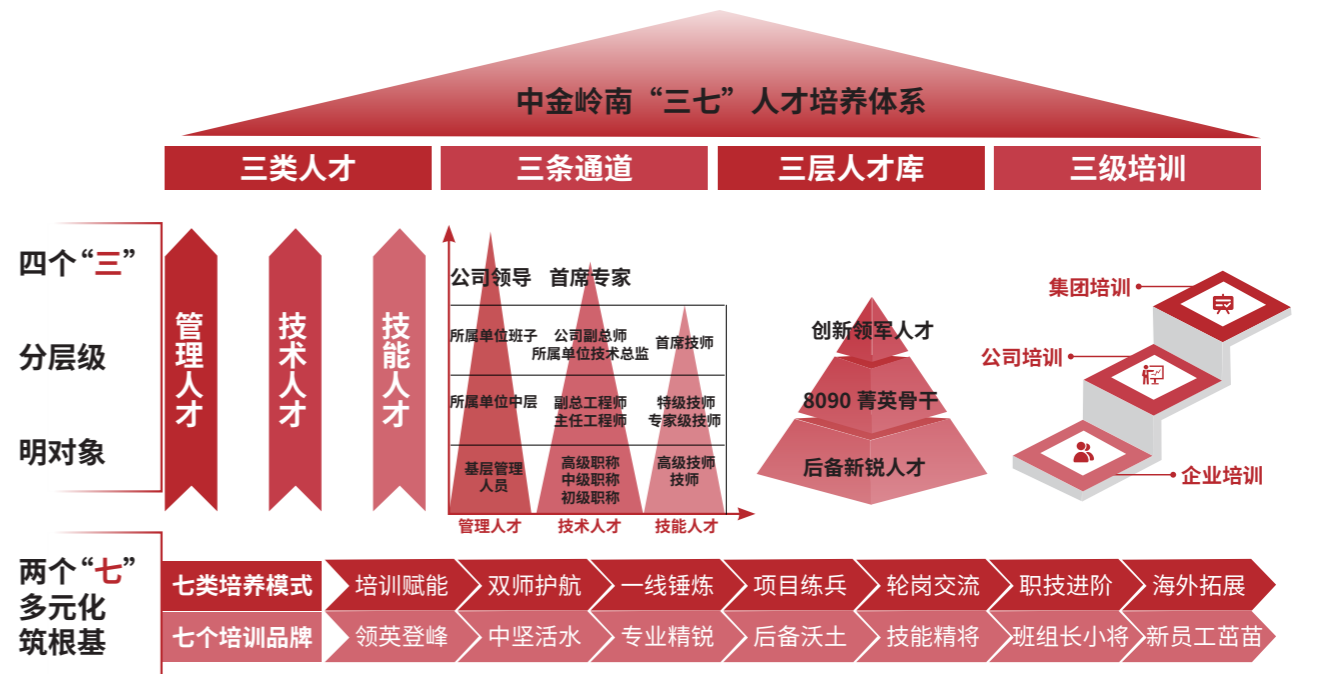 中金岭南“三七”人才培养体系
三类人才
三条通道
三层人才库
三级培训
四个“三”
分层级
明对象
管理人才
技术人才
技能人才
公司领导
首席专家
所属单位班子
公司副总师
所属单位技术总监
首席技师
所属单位中层
副总工程师
主任工程师
特级技师
专家级技师
基层管理
人员
高级职称
中级职称
初级职称
高级技师
技师
管理人才
技术人才
技能人才
创新领军人才
8090 菁英骨干
后备新锐人才
集团培训
公司培训
企业培训
两个“七”
多元化
筑根基
七类培养模式
培训赋能
双师护航
一线锤炼
项目练兵
轮岗交流
职技进阶
海外拓展
七个培训品牌
领英登峰
中坚活水
专业精锐
后备沃土
技能精将
班组长小将
新员工茁苗